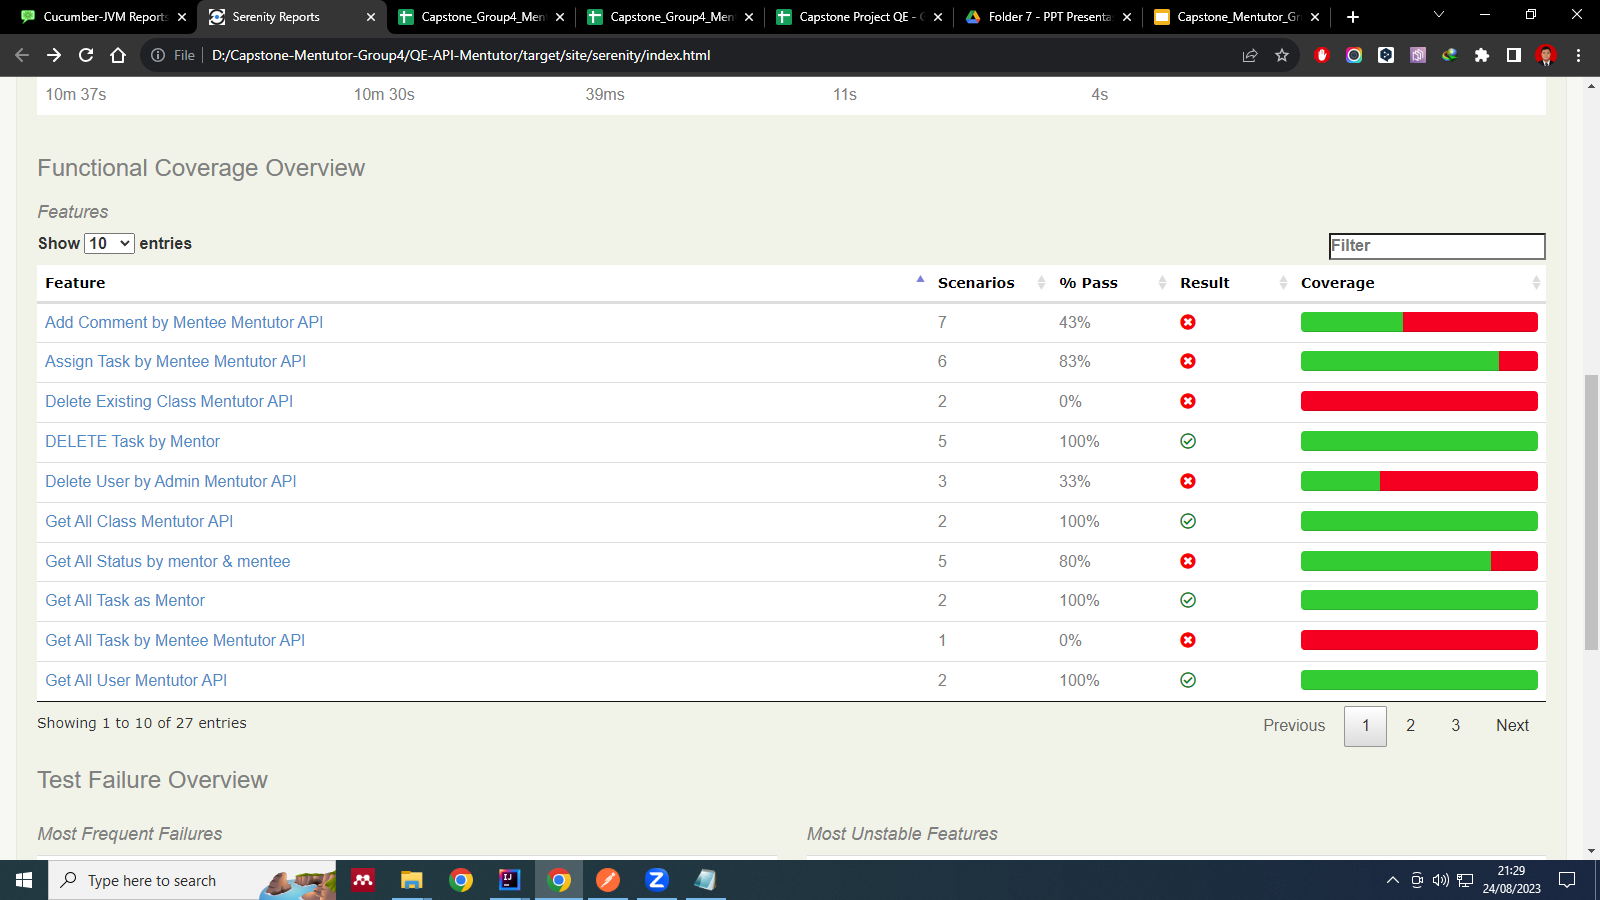 Cucumber-JVM Reports
Serenity Reports
Capstone_Group4_Men
Capstone_Group4_Men
Capstone Project QE - G
Folder 7 - PPT Presenta
Capstone_Mentutor_Gr
File D:/Capstone-Mentutor-Group4/QE-API-Mentutor/target/site/serenity/index.html
10m 37s 10m 30s 39ms 11s 4s
Functional Coverage Overview
Features
Show 10 entries
Filter
Feature Scenarios % Pass Result Coverage
Add Comment by Mentee Mentutor API 7 43%
Assign Task by Mentee Mentutor API 6 83%
Delete Existing Class Mentutor API 2 0%
DELETE Task by Mentor 5 100%
Delete User by Admin Mentutor API 3 33%
Get All Class Mentutor API 2 100%
Get All Status by mentor & mentee 5 80%
Get All Task as Mentor 2 100%
Get All Task by Mentee Mentutor API 1 0%
Get All User Mentutor API 2 100%
Showing 1 to 10 of 27 entries
Previous 1 2 3 Next
Test Failure Overview
Most Frequent Failures
Most Unstable Features
Type here to search
21:29
24/08/2023